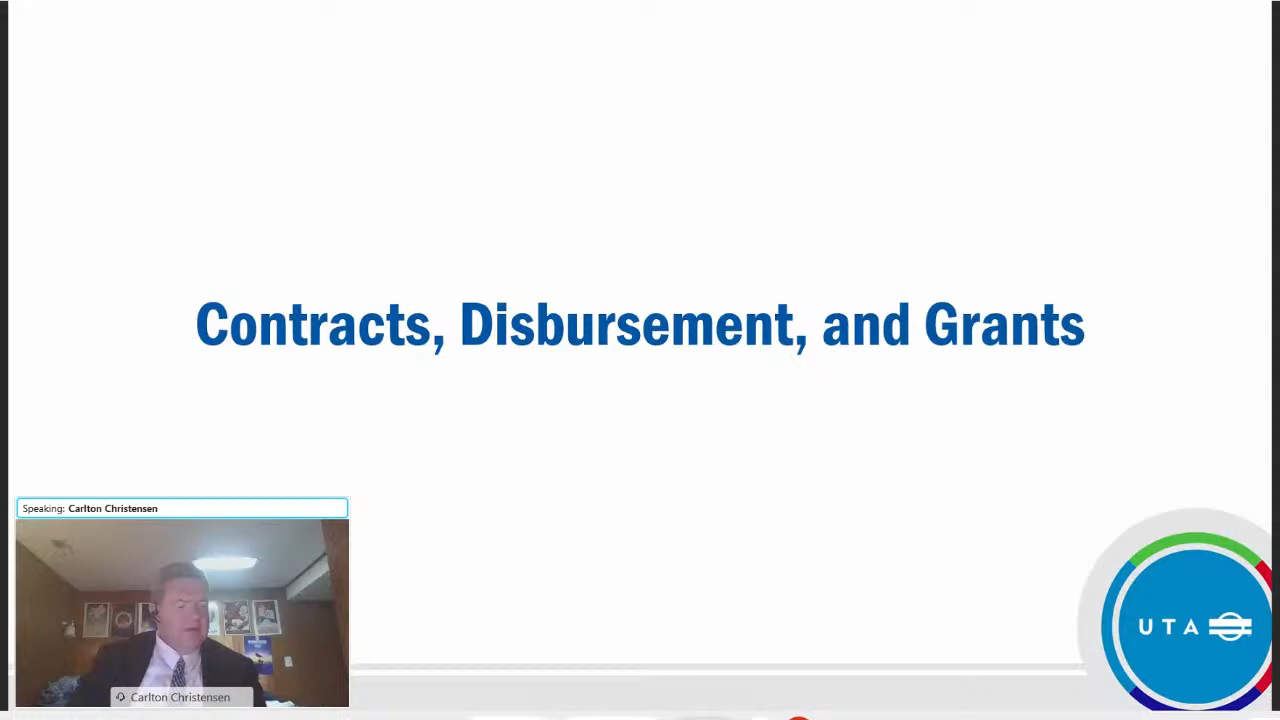 Contracts, Disbursement, and Grants
Speaking: Carlton Christensen
Carlton Christensen
UTA